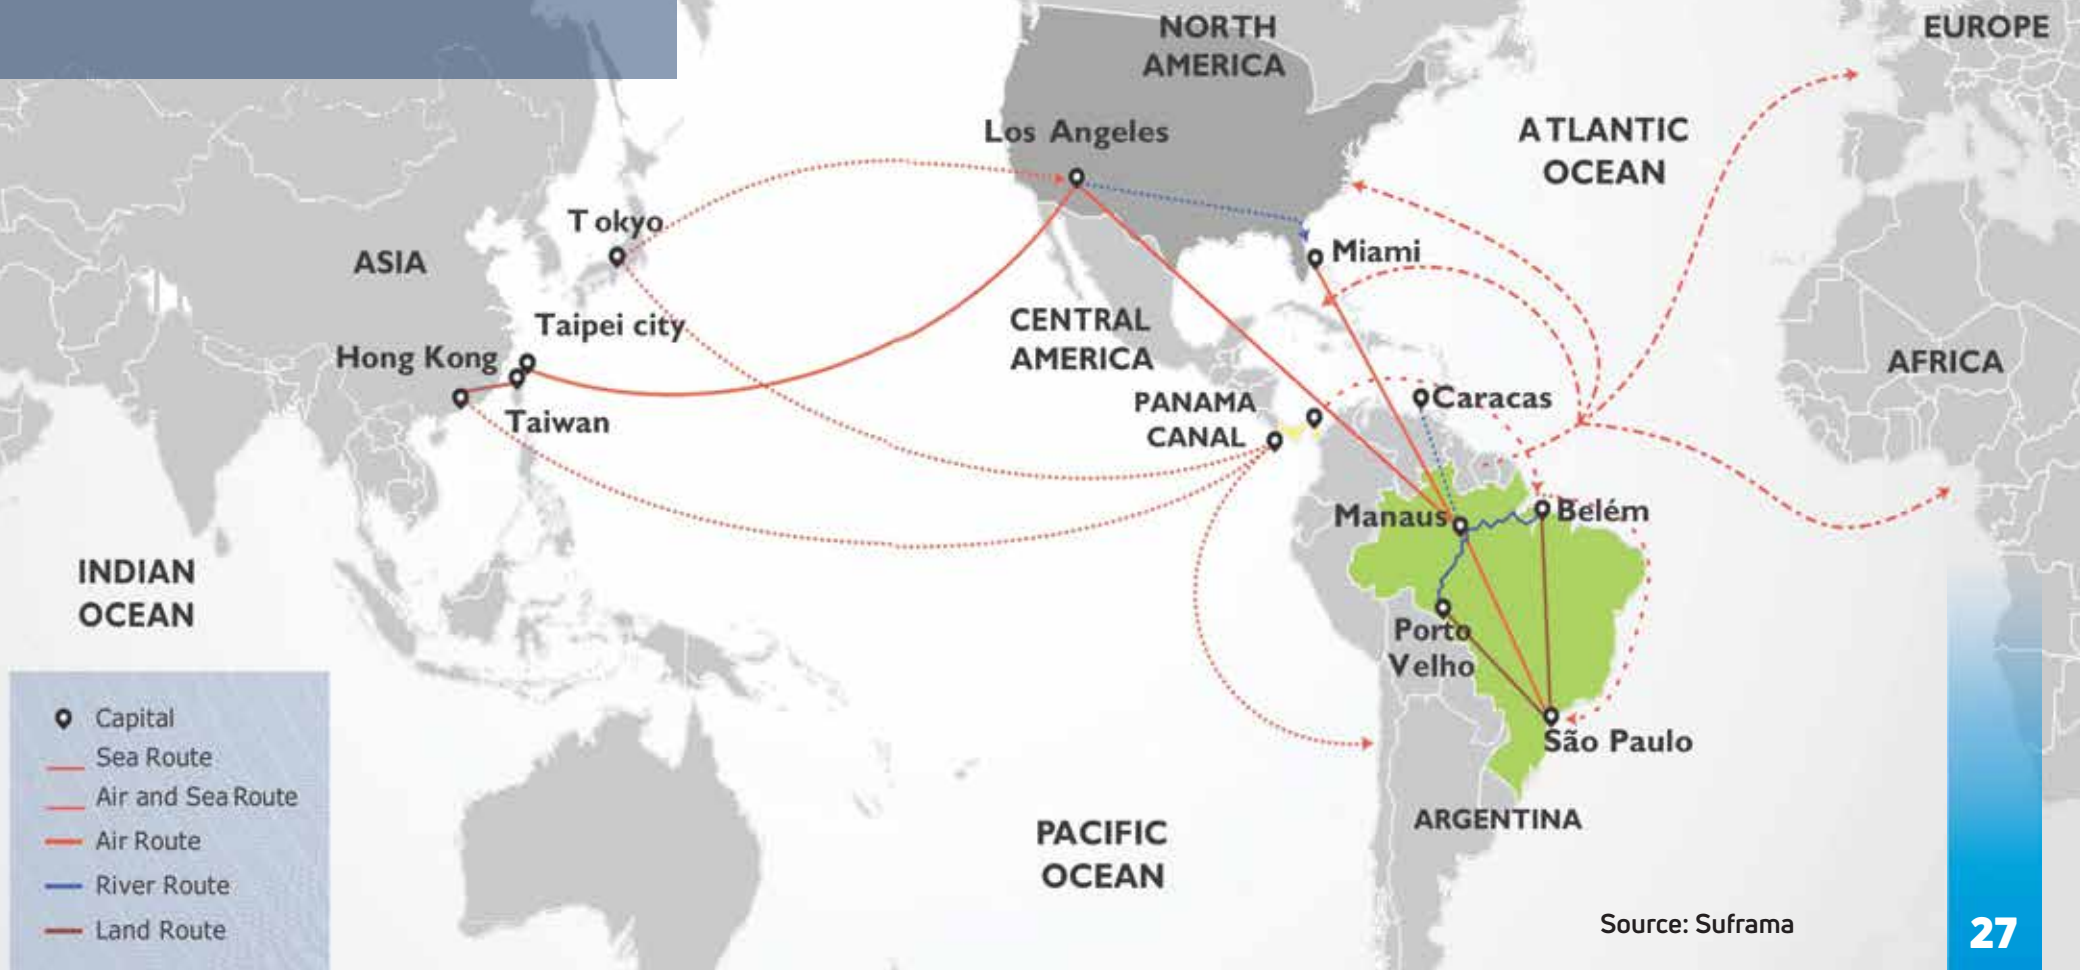 NORTH
AMERICA
EUROPE
Los Angeles
ATLANTIC
OCEAN
Tokyo
ASIA
Miami
Taipei city
CENTRAL
AMERICA
Hong Kong
AFRICA
PANAMA
CANAL
Caracas
Taiwan
Manaus
Belém
INDIAN
OCEAN
Porto
Velho
São Paulo
Capital
Sea Route
Air and Sea Route
Air Route
River Route
Land Route
ARGENTINA
PACIFIC
OCEAN
Source: Suframa
27